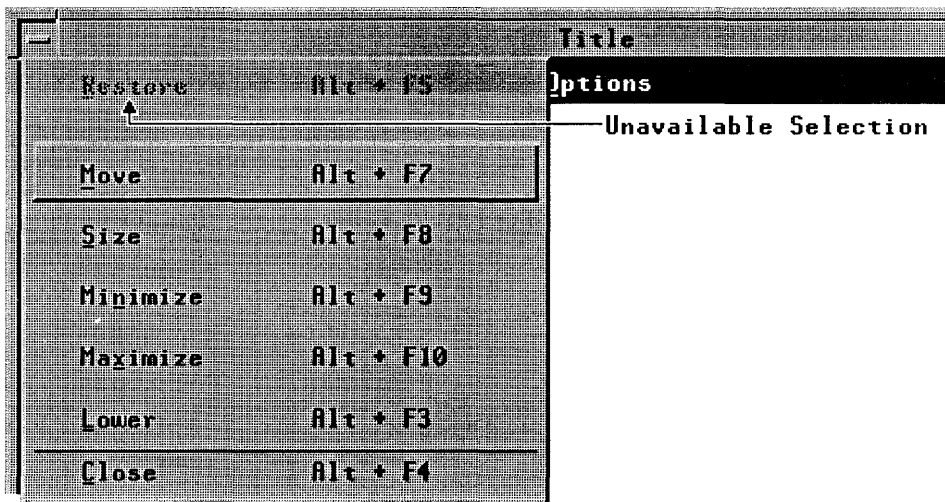 Title
Restore Alt + F5
Options
Unavailable Selection
Move Alt + F7
Size Alt + F8
Minimize Alt + F9
Maximize Alt + F10
Lower Alt + F3
Close Alt + F4